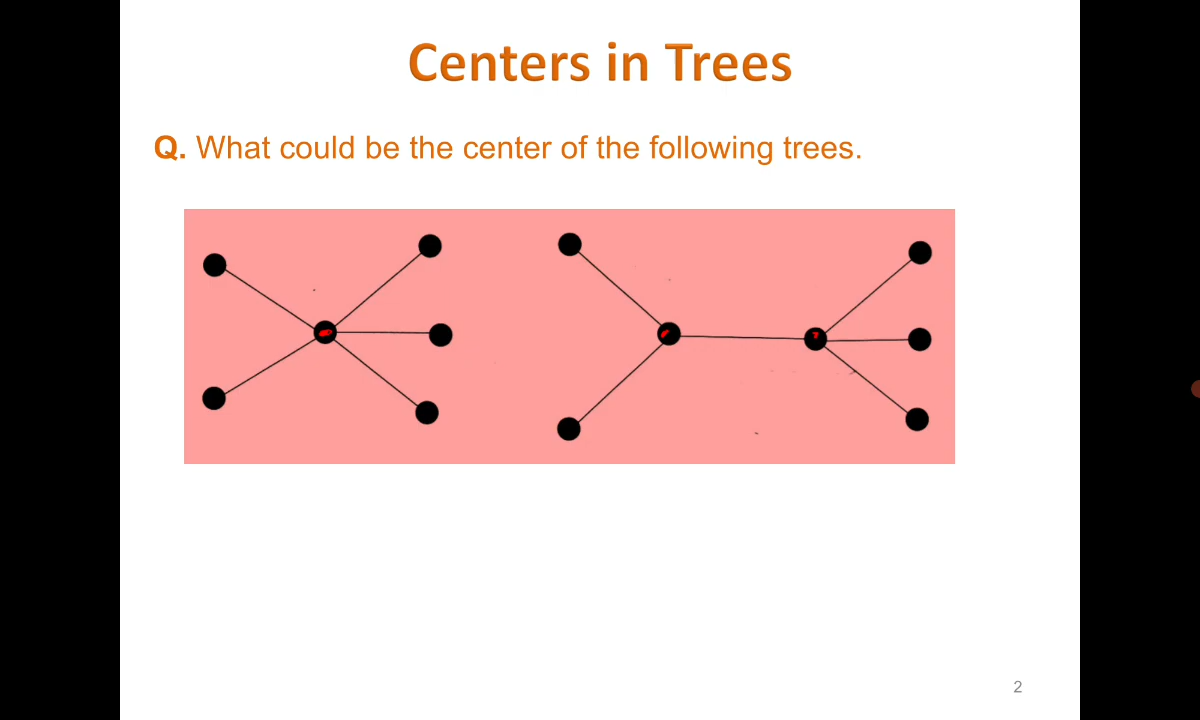 Centers in Trees
Q. What could be the center of the following trees.
2